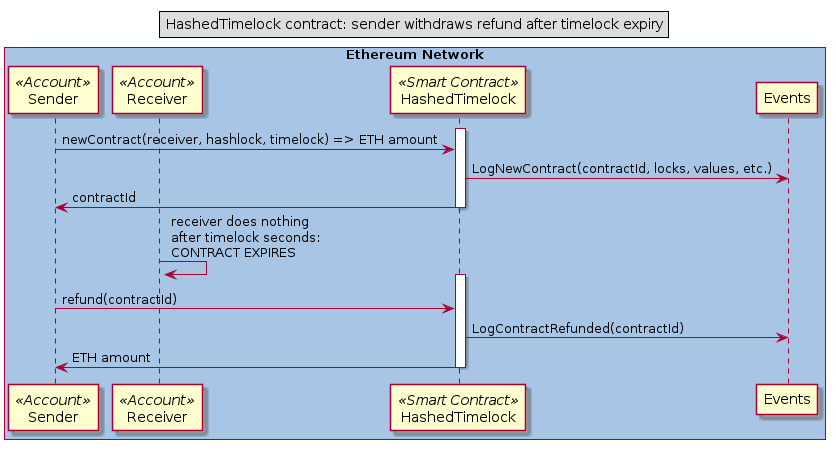 HashedTimelock contract: sender withdraws refund after timelock expiry
Ethereum Network
«Account»
Sender
«Account»
Receiver
«Smart Contract»
HashedTimelock
Events
newContract(receiver, hashlock, timelock) => ETH amount
LogNewContract(contractId, locks, values, etc.)
contractId
receiver does nothing
after timelock seconds:
CONTRACT EXPIRES
refund(contractId)
LogContractRefunded(contractId)
ETH amount
«Account»
Sender
«Account»
Receiver
«Smart Contract»
HashedTimelock
Events